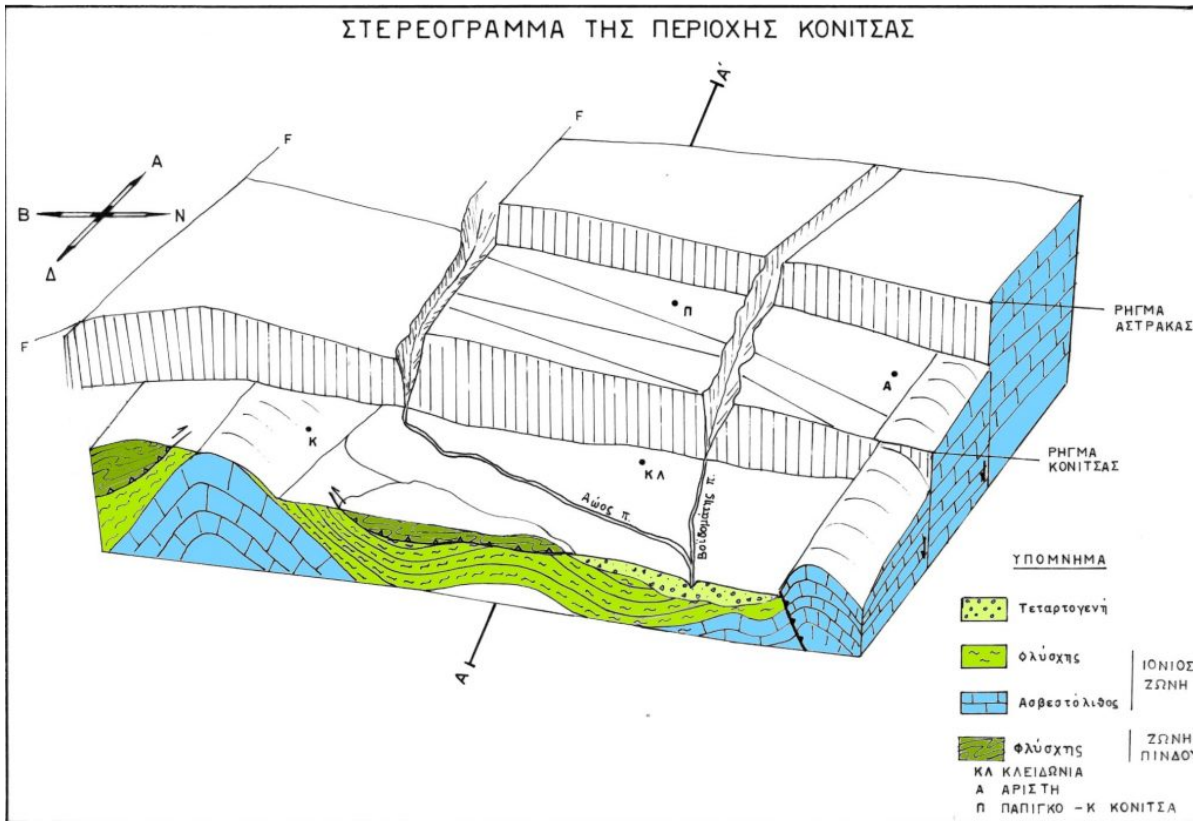 ΣΤΕΡΕΟΓΡΑΜΜΑ ΤΗΣ ΠΕΡΙΟΧΗΣ ΚΟΝΙΤΣΑΣ
Α'
F
F
Α
Β
Ν
Δ
F
Π
ΡΗΓΜΑ
ΑΣΤΡΑΚΑΣ
Α
Κ
ΡΗΓΜΑ
ΚΟΝΙΤΣΑΣ
ΚΛ
Αώος π.
Βοϊδομάτης π.
Α
ΥΠΟΜΝΗΜΑ
Τεταρτογενή
Φλύσχης
ΙΟΝΙΟΣ
ΖΩΝΗ
Ασβεστόλιθος
Φλύσχης
ΖΩΝΗ
ΠΙΝΔΟΥ
ΚΛ ΚΛΕΙΔΩΝΙΑ
Α ΑΡΙΣΤΗ
Π ΠΑΠΙΓΚΟ - Κ ΚΟΝΙΤΣΑ